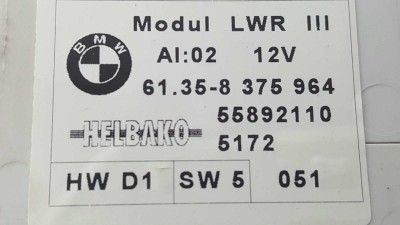 Modul LWR III
BMW
AI:02 12V
61.35-8 375 964
55892110
HELBAKO
5172
HW D1 SW 5 051